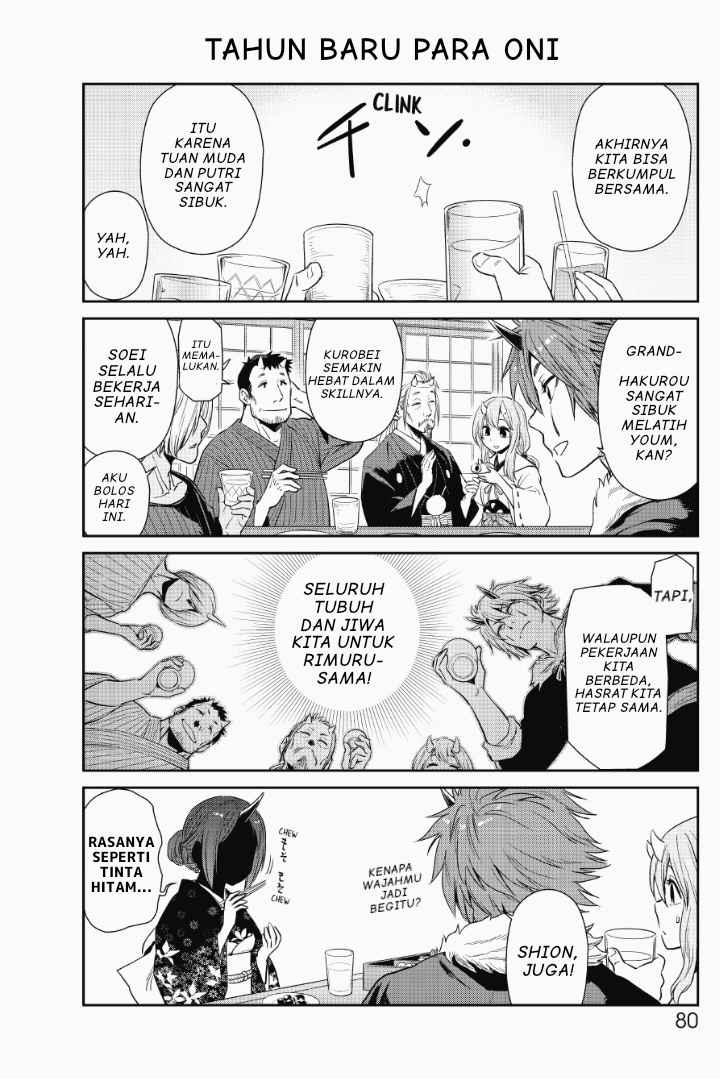 TAHUN BARU PARA ONI
AKHIRNYA
KITA BISA
BERKUMPUL
BERSAMA.
CLINK
チン.
ITU
KARENA
TUAN MUDA
DAN PUTRI
SANGAT
SIBUK.
YAH,
YAH.
GRAND-
HAKUROU
SANGAT
SIBUK
MELATIH
YOUM,
KAN?
KUROBEI
SEMAKIN
HEBAT DALAM
SKILLNYA.
ITU
MEMA-
LUKAN.
SOEI
SELALU
BEKERJA
SEHARI-
AN.
AKU
BOLOS
HARI
INI.
TAPI,
WALAUPUN
PEKERJAAN
KITA
BERBEDA,
HASRAT KITA
TETAP SAMA.
SELURUH
TUBUH
DAN JIWA
KITA UNTUK
RIMURU-
SAMA!
SHION,
JUGA!
KENAPA
WAJAHMU
JADI
BEGITU?
CHEW
CHEW
RASANYA
SEPERTI
TINTA
HITAM...
80